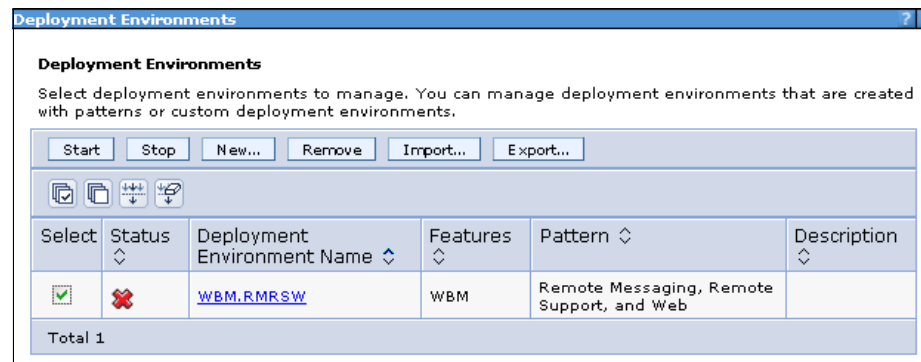 Deployment Environments ?
Deployment Environments
Select deployment environments to manage. You can manage deployment environments that are created
with patterns or custom deployment environments.
Start Stop New... Remove Import... Export...
Select Status Deployment Environment Name Features Pattern Description
WBM.RMRSW WBM Remote Messaging, Remote Support, and Web
Total 1